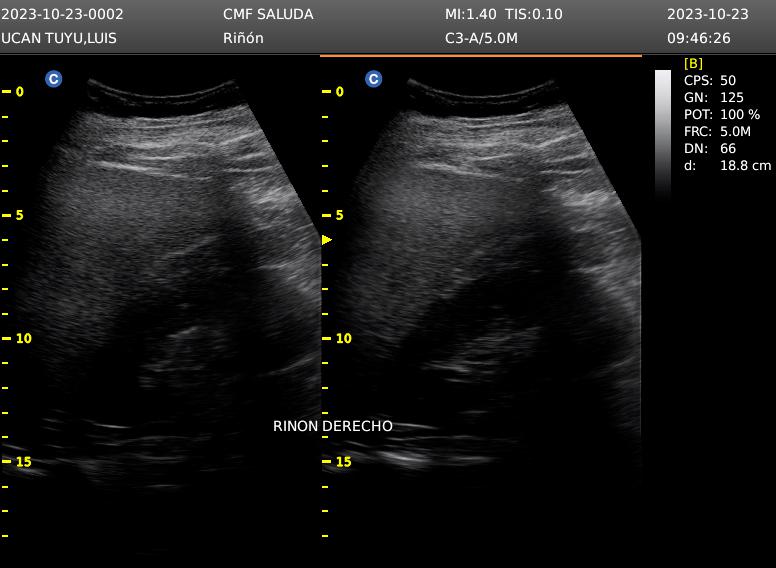 2023-10-23-0002 CMF SALUDA MI:1.40 TIS:0.10 2023-10-23
UCAN TUYU,LUIS Riñón C3-A/5.0M 09:46:26
[B]
C C
0 0
CPS: 50
GN: 125
POT: 100 %
FRC: 5.0M
DN: 66
d: 18.8 cm
5 5
10 10
RINON DERECHO
15 15